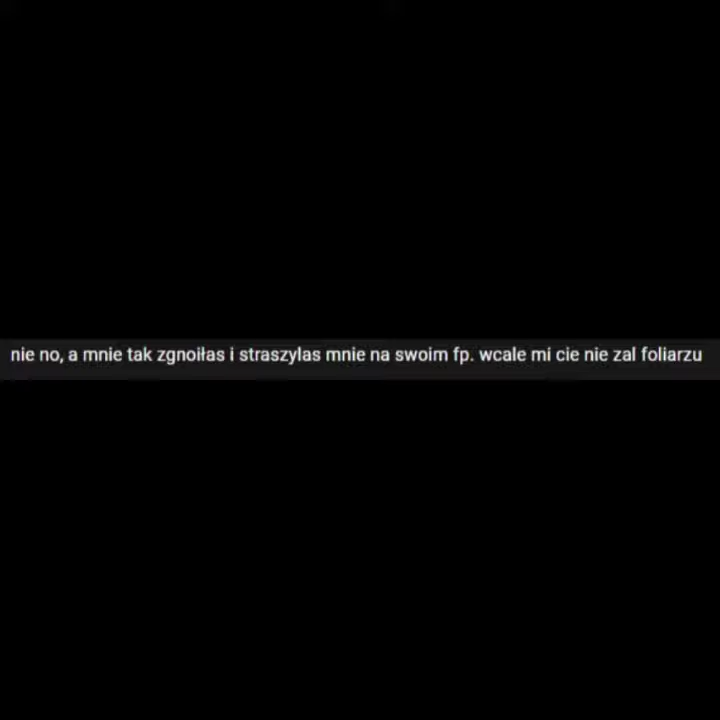 nie no, a mnie tak zgnoiłas i straszylas mnie na swoim fp. wcale mi cie nie zal foliarzu